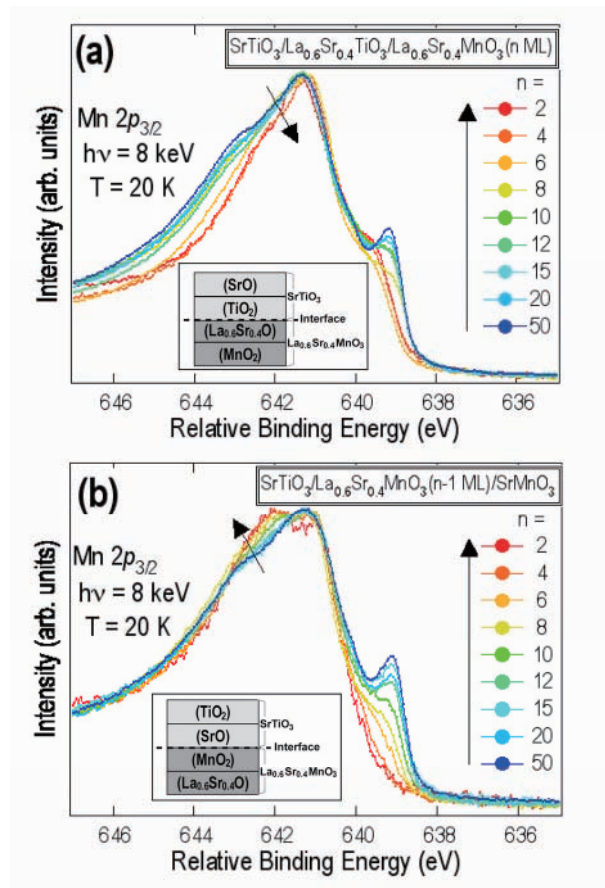 (a)
SrTiO₃/La₀.₆Sr₀.₄TiO₃/La₀.₆Sr₀.₄MnO₃(n ML)
n =
Mn 2p₃/₂
hν = 8 keV
T = 20 K
2
4
6
8
10
12
15
20
50
Intensity (arb. units)
(SrO)
(TiO₂)
SrTiO₃
Interface
(La₀.₆Sr₀.₄O)
(MnO₂)
La₀.₆Sr₀.₄MnO₃
646 644 642 640 638 636
Relative Binding Energy (eV)
(b)
SrTiO₃/La₀.₆Sr₀.₄MnO₃(n-1 ML)/SrMnO₃
n =
Mn 2p₃/₂
hν = 8 keV
T = 20 K
2
4
6
8
10
12
15
20
50
Intensity (arb. units)
(TiO₂)
(SrO)
SrTiO₃
Interface
(MnO₂)
(La₀.₆Sr₀.₄O)
La₀.₆Sr₀.₄MnO₃
646 644 642 640 638 636
Relative Binding Energy (eV)